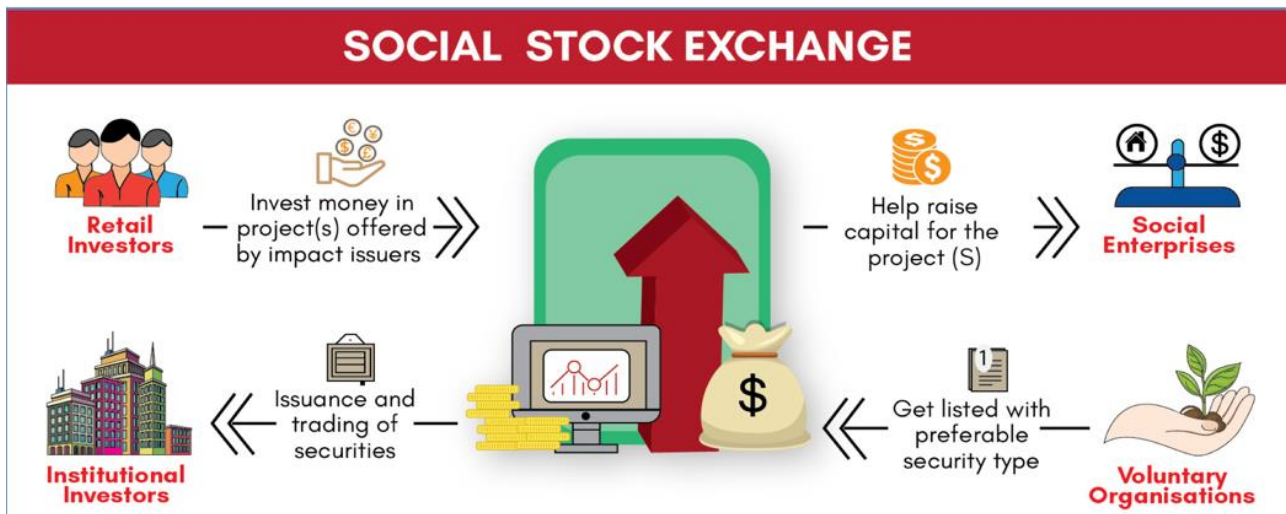 SOCIAL STOCK EXCHANGE
Retail
Investors
Invest money in
project(s) offered
by impact issuers
Help raise
capital for the
project (S)
Social
Enterprises
Institutional
Investors
Issuance and
trading of
securities
$
1
Get listed with
preferable
security type
Voluntary
Organisations